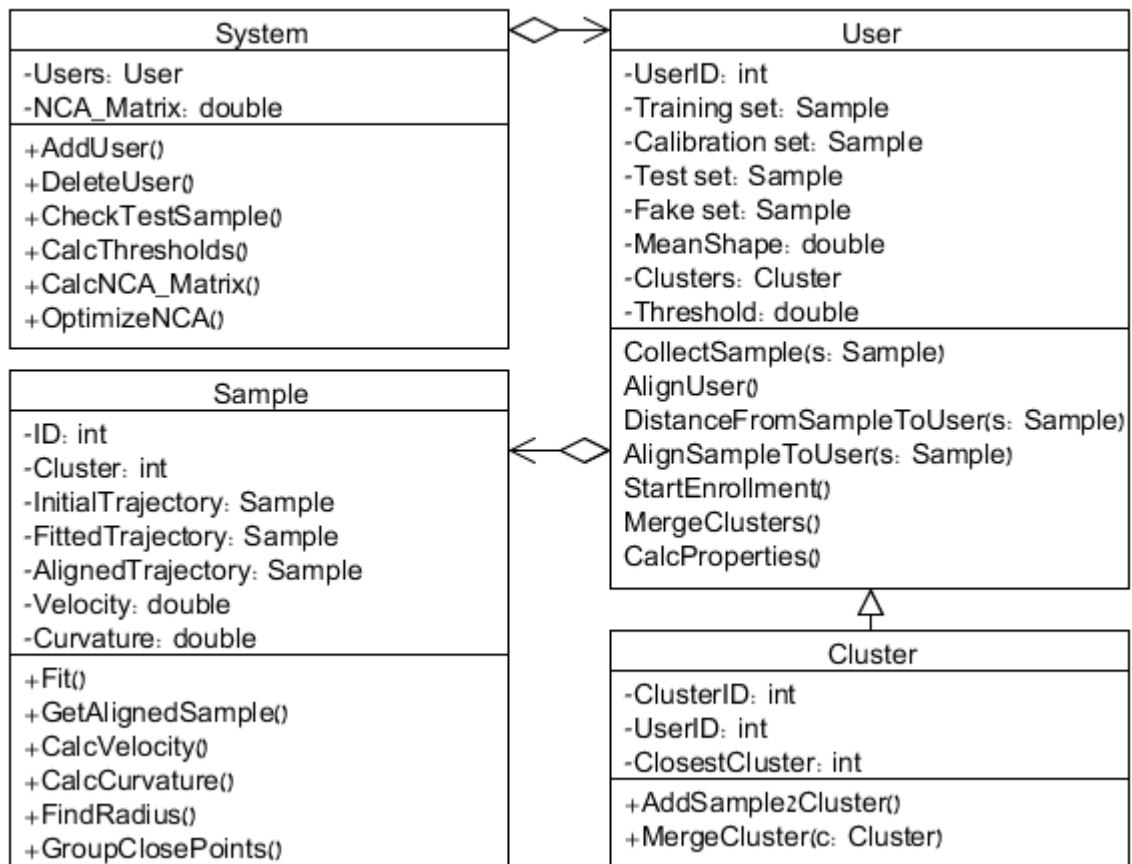 System
-Users: User
-NCA_Matrix: double
+AddUser()
+DeleteUser()
+CheckTestSample()
+CalcThresholds()
+CalcNCA_Matrix()
+OptimizeNCA()
User
-UserID: int
-Training set: Sample
-Calibration set: Sample
-Test set: Sample
-Fake set: Sample
-MeanShape: double
-Clusters: Cluster
-Threshold: double
CollectSample(s: Sample)
AlignUser()
DistanceFromSampleToUser(s: Sample)
AlignSampleToUser(s: Sample)
StartEnrollment()
MergeClusters()
CalcProperties()
Sample
-ID: int
-Cluster: int
-InitialTrajectory: Sample
-FittedTrajectory: Sample
-AlignedTrajectory: Sample
-Velocity: double
-Curvature: double
+Fit()
+GetAlignedSample()
+CalcVelocity()
+CalcCurvature()
+FindRadius()
+GroupClosePoints()
Cluster
-ClusterID: int
-UserID: int
-ClosestCluster: int
+AddSample2Cluster()
+MergeCluster(c: Cluster)